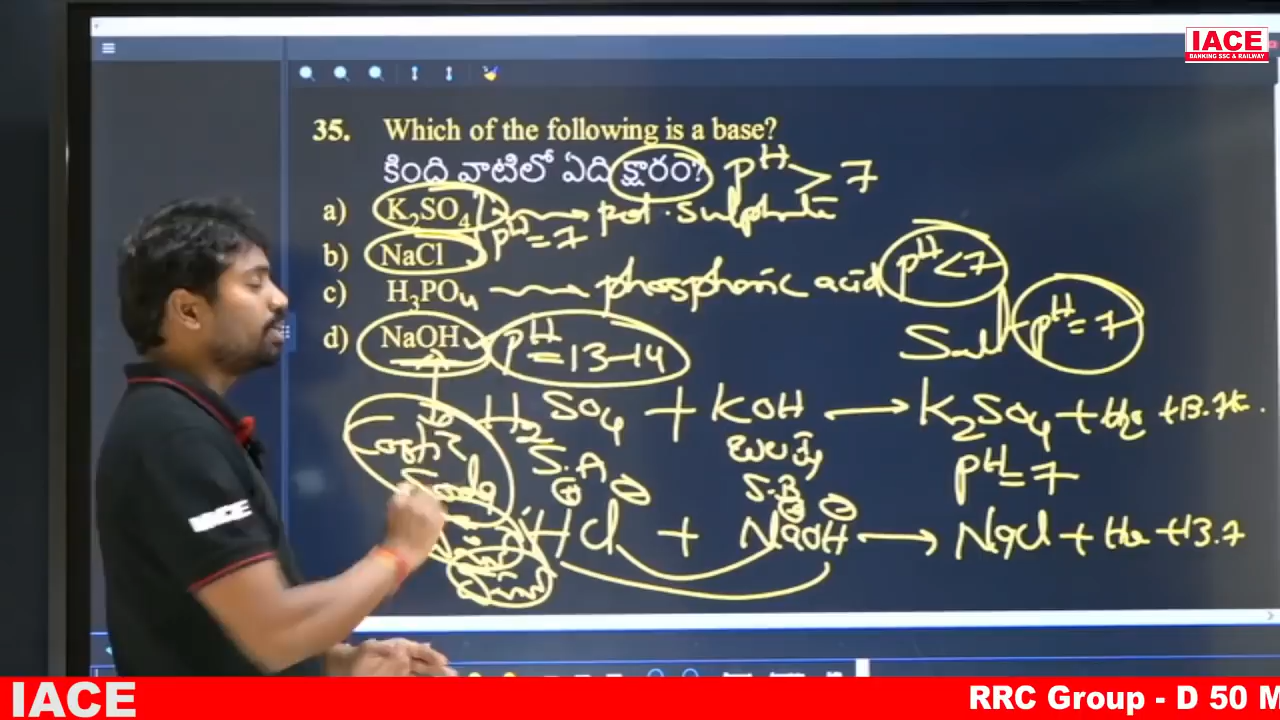 IACE
BANKING SSC & RAILWAY
35. Which of the following is a base?
కింది వాటిలో ఏది క్షారం? pH > 7
a) K₂SO₄ → pot. sulphate
pH = 7
b) NaCl
c) H₃PO₄ → phosphoric acid pH < 7
d) NaOH pH = 13-14
Salt pH = 7
H₂SO₄ + KOH → K₂SO₄ +
S.A S.B pH = 7
⊕ ⊖ ⊕ ⊖
HCl + NaOH → NaCl +
Soda
IACE
IACE
RRC Group - D 50 M